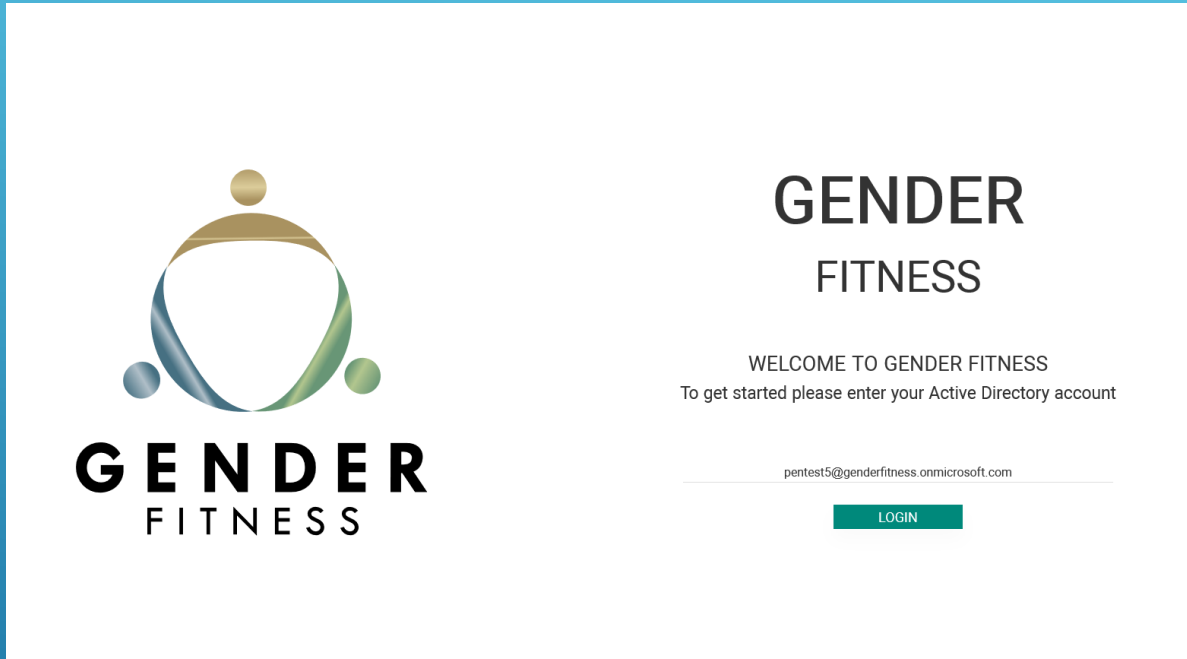 GENDER
FITNESS
GENDER
FITNESS
WELCOME TO GENDER FITNESS
To get started please enter your Active Directory account
pentest5@genderfitness.onmicrosoft.com
LOGIN